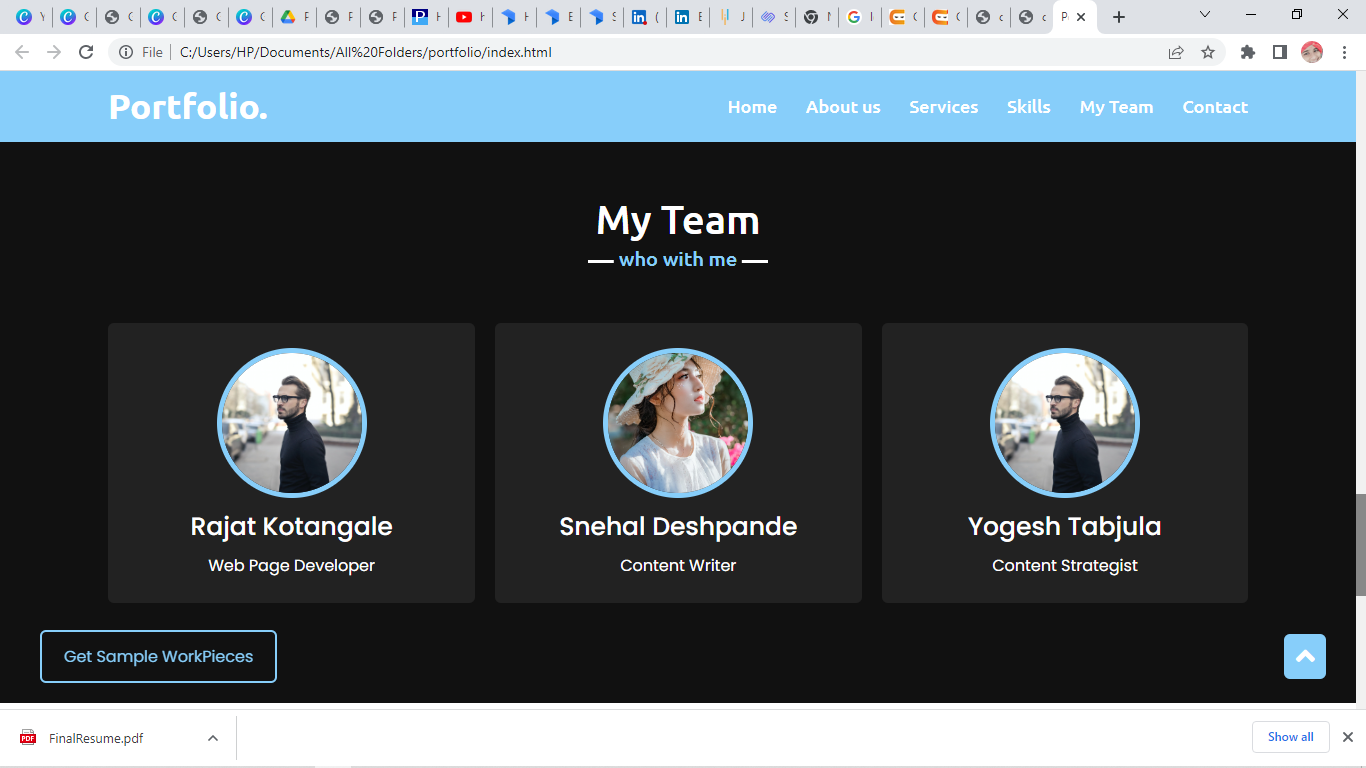 File C:/Users/HP/Documents/All%20Folders/portfolio/index.html
Portfolio. Home About us Services Skills My Team Contact
My Team
who with me
Rajat Kotangale Snehal Deshpande Yogesh Tabjula
Web Page Developer Content Writer Content Strategist
Get Sample WorkPieces
FinalResume.pdf Show all